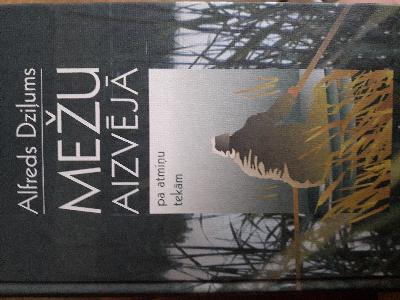 Alfreds Dziļums
MEŽU
AIZVĒJĀ
pa atmiņu
tekām